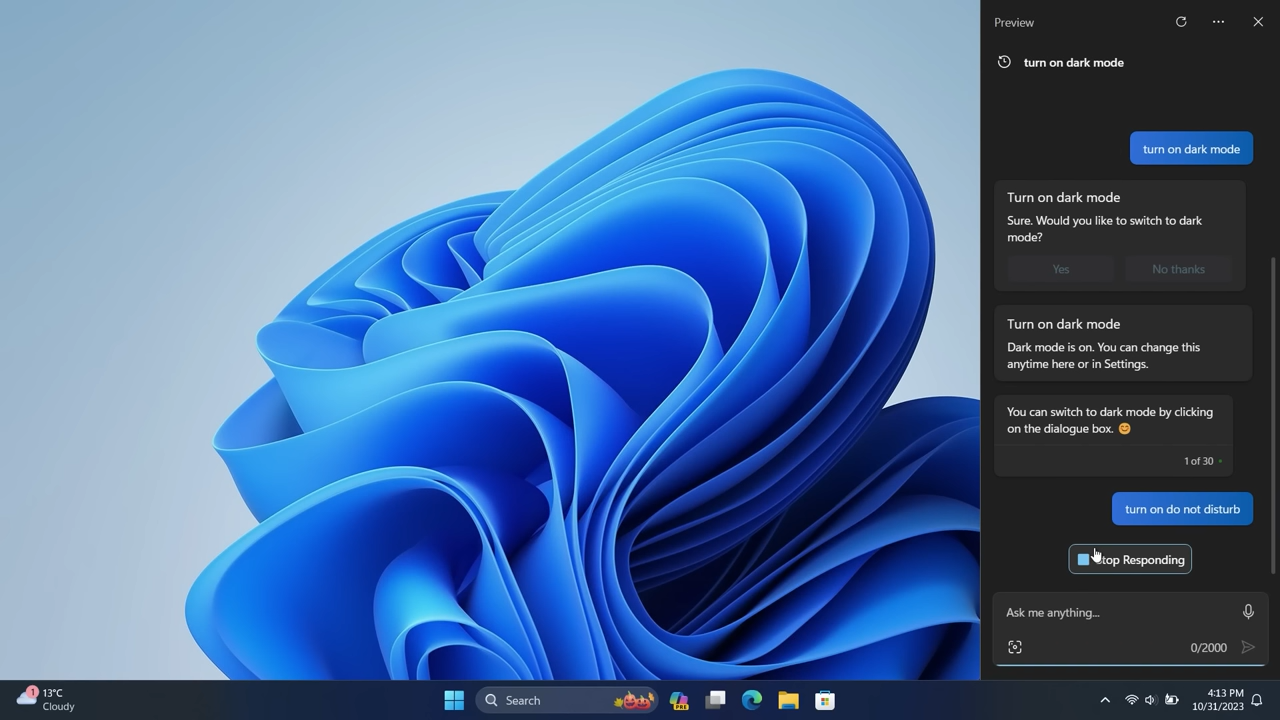 Preview
turn on dark mode
turn on dark mode
Turn on dark mode
Sure. Would you like to switch to dark
mode?
Yes
No thanks
Turn on dark mode
Dark mode is on. You can change this
anytime here or in Settings.
You can switch to dark mode by clicking
on the dialogue box. 😊
1 of 30
turn on do not disturb
top Responding
Ask me anything...
0/2000
1
13°C
Cloudy
Search
PRE
4:13 PM
10/31/2023